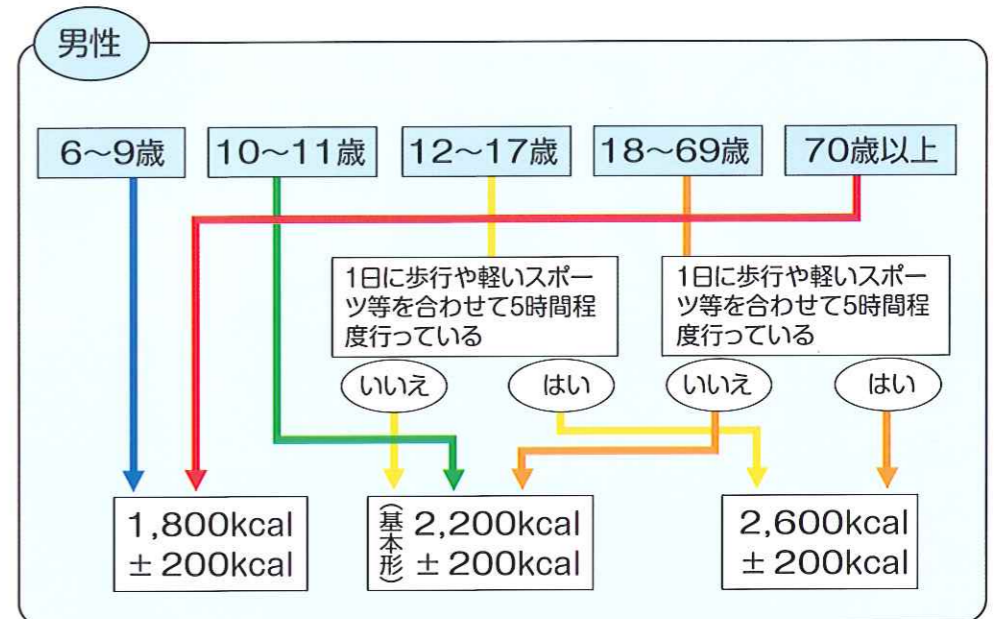 男性
6〜9歳
10〜11歳
12〜17歳
18〜69歳
70歳以上
1日に歩行や軽いスポー
ツ等を合わせて5時間程
度行っている
1日に歩行や軽いスポー
ツ等を合わせて5時間程
度行っている
いいえ
はい
いいえ
はい
1,800kcal
± 200kcal
(基本形)
2,200kcal
± 200kcal
2,600kcal
± 200kcal